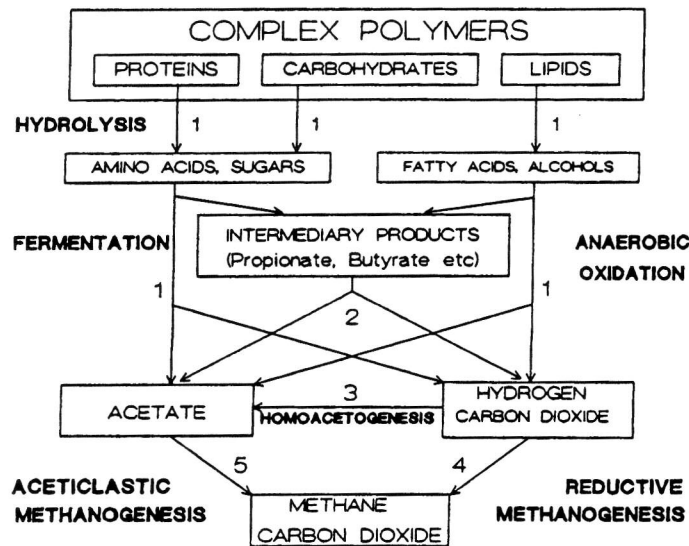 COMPLEX POLYMERS
PROTEINS CARBOHYDRATES LIPIDS
HYDROLYSIS 1 1 1
AMINO ACIDS, SUGARS FATTY ACIDS, ALCOHOLS
FERMENTATION INTERMEDIARY PRODUCTS ANAEROBIC
(Propionate, Butyrate etc) OXIDATION
1 2 1
ACETATE 3 HYDROGEN
HOMOACETOGENESIS CARBON DIOXIDE
5 4
ACETICLASTIC METHANE REDUCTIVE
METHANOGENESIS CARBON DIOXIDE METHANOGENESIS